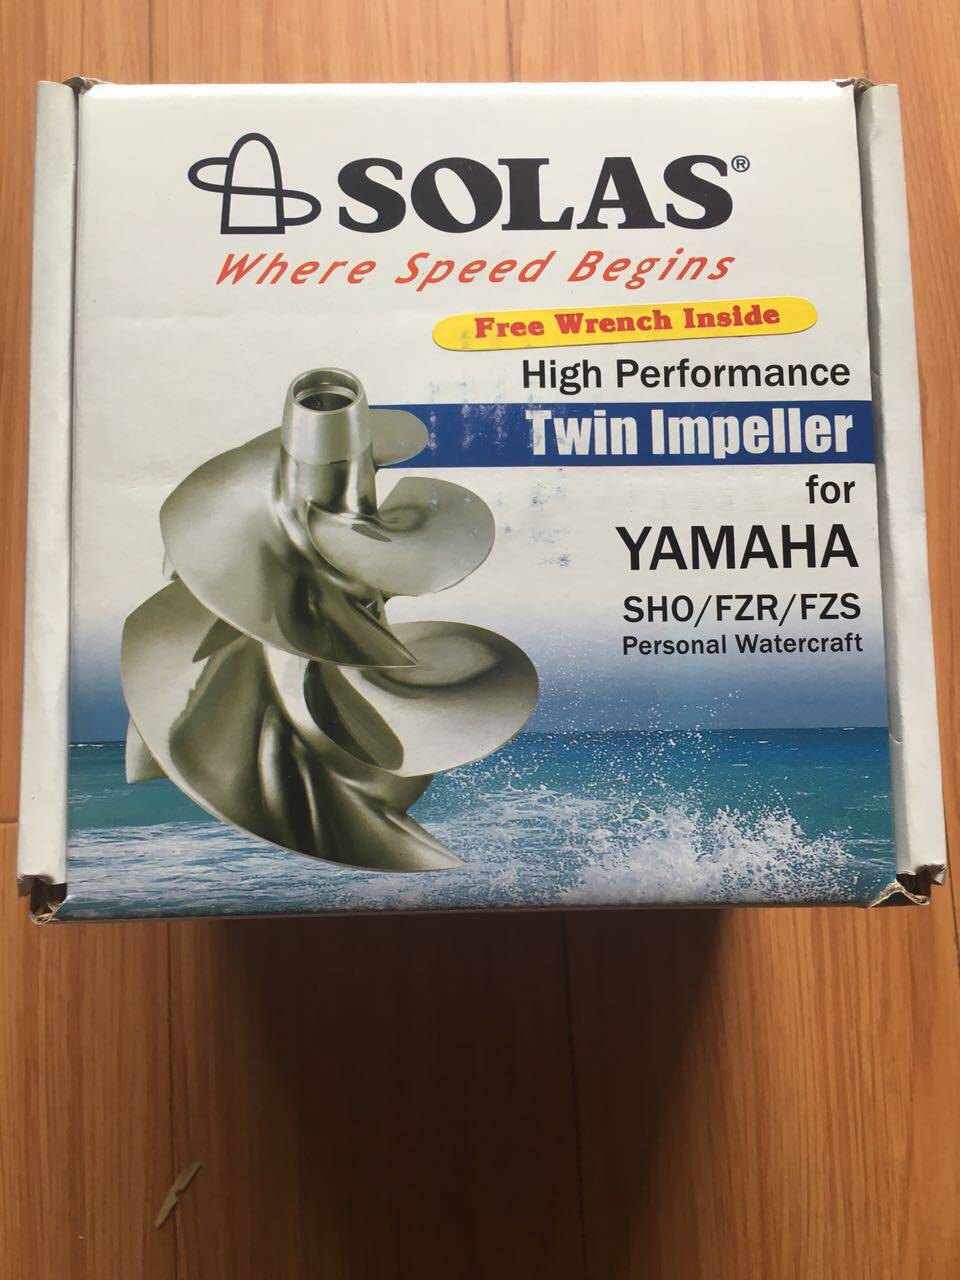 SOLAS®
Where Speed Begins
Free Wrench Inside
High Performance
Twin Impeller
for
YAMAHA
SHO/FZR/FZS
Personal Watercraft